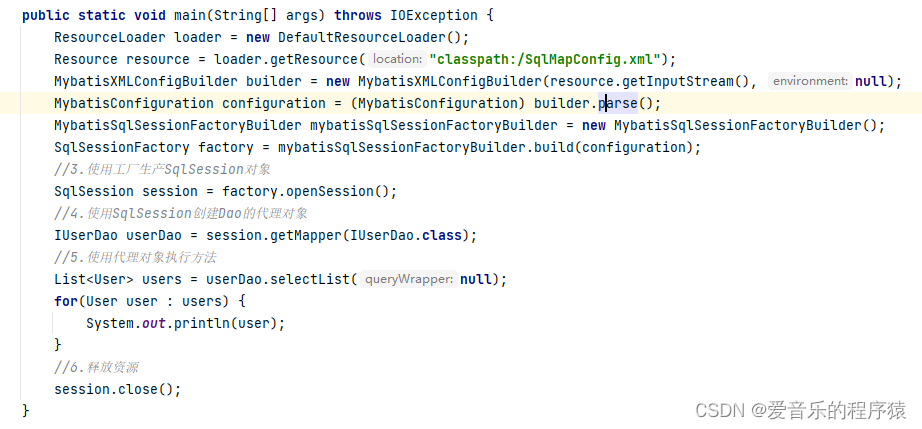 public static void main(String[] args) throws IOException {
ResourceLoader loader = new DefaultResourceLoader();
Resource resource = loader.getResource( location: "classpath:/SqlMapConfig.xml");
MybatisXMLConfigBuilder builder = new MybatisXMLConfigBuilder(resource.getInputStream(), environment: null);
MybatisConfiguration configuration = (MybatisConfiguration) builder.parse();
MybatisSqlSessionFactoryBuilder mybatisSqlSessionFactoryBuilder = new MybatisSqlSessionFactoryBuilder();
SqlSessionFactory factory = mybatisSqlSessionFactoryBuilder.build(configuration);
//3.使用工厂生产SqlSession对象
SqlSession session = factory.openSession();
//4.使用SqlSession创建Dao的代理对象
IUserDao userDao = session.getMapper(IUserDao.class);
//5.使用代理对象执行方法
List<User> users = userDao.selectList( queryWrapper: null);
for(User user : users) {
System.out.println(user);
}
//6.释放资源
session.close();
}
CSDN @爱音乐的程序猿